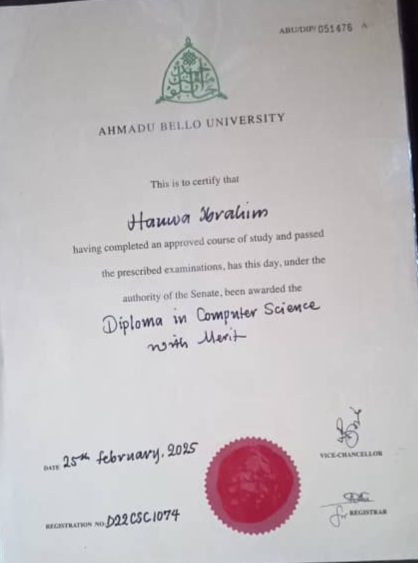 ABU/DIP/ 051476 A
AHMADU BELLO UNIVERSITY
This is to certify that
Hauwa Ibrahim
having completed an approved course of study and passed
the prescribed examinations, has this day, under the
authority of the Senate, been awarded the
Diploma in Computer Science
with Merit
DATE 25th february, 2025
VICE-CHANCELLOR
REGISTRATION NO. D22CSC1074
for REGISTRAR